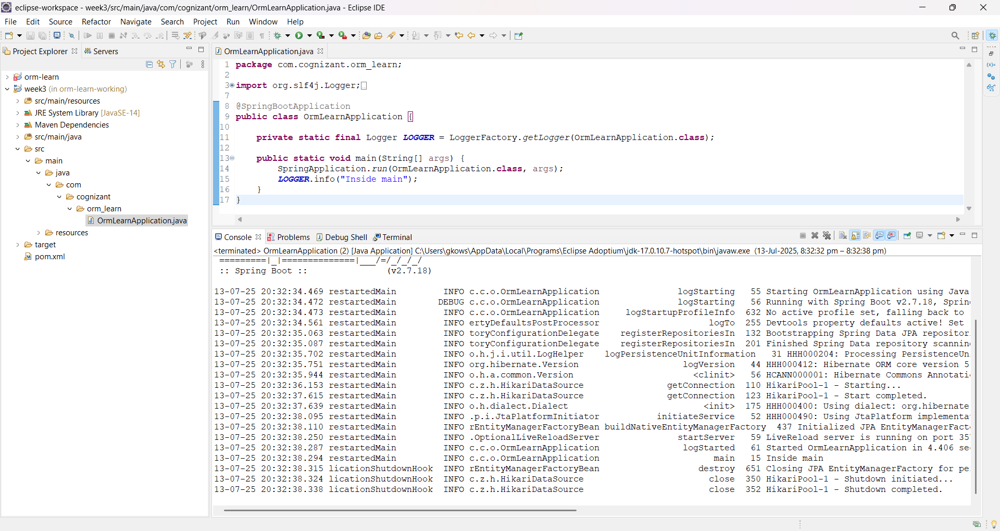 eclipse-workspace - week3/src/main/java/com/cognizant/orm_learn/OrmLearnApplication.java - Eclipse IDE
File Edit Source Refactor Navigate Search Project Run Window Help
Project Explorer Servers
orm-learn
week3 (in orm-learn-working)
src/main/resources
JRE System Library [JavaSE-14]
Maven Dependencies
src/main/java
src
main
java
com
cognizant
orm_learn
OrmLearnApplication.java
resources
target
pom.xml
OrmLearnApplication.java
1 package com.cognizant.orm_learn;
2
3 import org.slf4j.Logger;
7
8 @SpringBootApplication
9 public class OrmLearnApplication {
10
11 private static final Logger LOGGER = LoggerFactory.getLogger(OrmLearnApplication.class);
12
13 public static void main(String[] args) {
14 SpringApplication.run(OrmLearnApplication.class, args);
15 LOGGER.info("Inside main");
16 }
17 }
Console Problems Debug Shell Terminal
<terminated> OrmLearnApplication (2) [Java Application] C:\Users\gkows\AppData\Local\Programs\Eclipse Adoptium\jdk-17.0.10.7-hotspot\bin\javaw.exe (13-Jul-2025, 8:32:32 pm – 8:32:38 pm)
=========|_|==============|___/=/_/_/_/
:: Spring Boot :: (v2.7.18)
13-07-25 20:32:34.469 restartedMain INFO c.c.o.OrmLearnApplication logStarting 55 Starting OrmLearnApplication using Java
13-07-25 20:32:34.472 restartedMain DEBUG c.c.o.OrmLearnApplication logStarting 56 Running with Spring Boot v2.7.18, Sprin
13-07-25 20:32:34.473 restartedMain INFO c.c.o.OrmLearnApplication logStartupProfileInfo 632 No active profile set, falling back to
13-07-25 20:32:34.561 restartedMain INFO ertyDefaultsPostProcessor logTo 255 Devtools property defaults active! Set
13-07-25 20:32:35.063 restartedMain INFO toryConfigurationDelegate registerRepositoriesIn 132 Bootstrapping Spring Data JPA repositor
13-07-25 20:32:35.087 restartedMain INFO toryConfigurationDelegate registerRepositoriesIn 201 Finished Spring Data repository scannin
13-07-25 20:32:35.702 restartedMain INFO o.h.j.i.util.LogHelper logPersistenceUnitInformation 31 HHH000204: Processing PersistenceUn
13-07-25 20:32:35.751 restartedMain INFO org.hibernate.Version logVersion 44 HHH000412: Hibernate ORM core version 5
13-07-25 20:32:35.944 restartedMain INFO o.h.a.common.Version <clinit> 56 HCANN000001: Hibernate Commons Annotati
13-07-25 20:32:36.153 restartedMain INFO c.z.h.HikariDataSource getConnection 110 HikariPool-1 - Starting...
13-07-25 20:32:37.615 restartedMain INFO c.z.h.HikariDataSource getConnection 123 HikariPool-1 - Start completed.
13-07-25 20:32:37.639 restartedMain INFO o.h.dialect.Dialect <init> 175 HHH000400: Using dialect: org.hibernate
13-07-25 20:32:38.095 restartedMain INFO .p.i.JtaPlatformInitiator initiateService 52 HHH000490: Using JtaPlatform implementa
13-07-25 20:32:38.110 restartedMain INFO rEntityManagerFactoryBean buildNativeEntityManagerFactory 437 Initialized JPA EntityManagerFact
13-07-25 20:32:38.250 restartedMain INFO .OptionalLiveReloadServer startServer 59 LiveReload server is running on port 35
13-07-25 20:32:38.287 restartedMain INFO c.c.o.OrmLearnApplication logStarted 61 Started OrmLearnApplication in 4.406 se
13-07-25 20:32:38.294 restartedMain INFO c.c.o.OrmLearnApplication main 15 Inside main
13-07-25 20:32:38.315 licationShutdownHook INFO rEntityManagerFactoryBean destroy 651 Closing JPA EntityManagerFactory for pe
13-07-25 20:32:38.324 licationShutdownHook INFO c.z.h.HikariDataSource close 350 HikariPool-1 - Shutdown initiated...
13-07-25 20:32:38.338 licationShutdownHook INFO c.z.h.HikariDataSource close 352 HikariPool-1 - Shutdown completed.